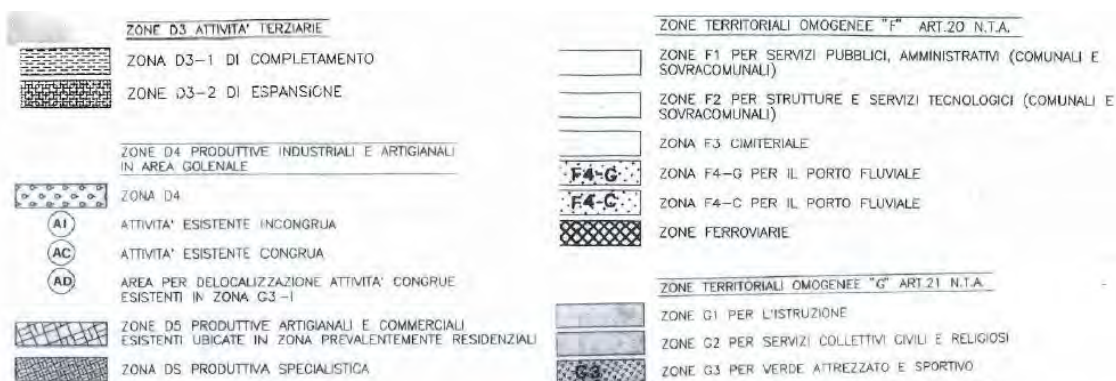 ZONE D3 ATTIVITA' TERZIARIE
ZONA D3-1 DI COMPLETAMENTO
ZONE D3-2 DI ESPANSIONE
ZONE D4 PRODUTTIVE INDUSTRIALI E ARTIGIANALI
IN AREA GOLENALE
ZONA D4
AI ATTIVITA' ESISTENTE INCONGRUA
AC ATTIVITA' ESISTENTE CONGRUA
AD AREA PER DELOCALIZZAZIONE ATTIVITA' CONGRUE
ESISTENTI IN ZONA G3-I
ZONE D5 PRODUTTIVE ARTIGIANALI E COMMERCIALI
ESISTENTI UBICATE IN ZONA PREVALENTEMENTE RESIDENZIALI
ZONA DS PRODUTTIVA SPECIALISTICA
ZONE TERRITORIALI OMOGENEE "F" ART.20 N.T.A.
ZONE F1 PER SERVIZI PUBBLICI, AMMINISTRATIVI (COMUNALI E
SOVRACOMUNALI)
ZONE F2 PER STRUTTURE E SERVIZI TECNOLOGICI (COMUNALI E
SOVRACOMUNALI)
ZONA F3 CIMITERIALE
F4-G ZONA F4-G PER IL PORTO FLUVIALE
F4-C ZONA F4-C PER IL PORTO FLUVIALE
ZONE FERROVIARIE
ZONE TERRITORIALI OMOGENEE "G" ART.21 N.T.A.
ZONE G1 PER L'ISTRUZIONE
ZONE G2 PER SERVIZI COLLETTIVI CIVILI E RELIGIOSI
G3 ZONE G3 PER VERDE ATTREZZATO E SPORTIVO